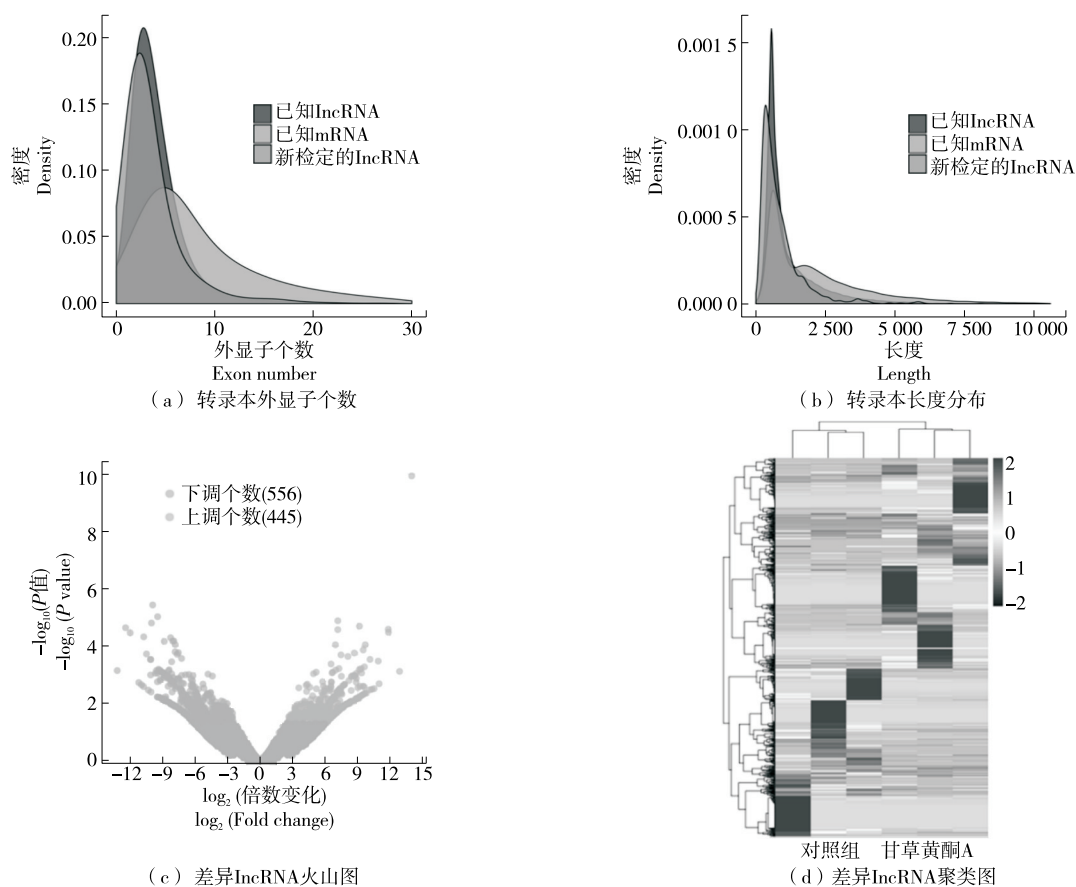 0.20
0.15
0.10
0.05
0.00
密度
Density
已知lncRNA
已知mRNA
新检定的lncRNA
0 10 20 30
外显子个数
Exon number
（a）转录本外显子个数
0.001 5
0.001 0
0.000 5
0.000 0
密度
Density
已知lncRNA
已知mRNA
新检定的lncRNA
0 2 500 5 000 7 500 10 000
长度
Length
（b）转录本长度分布
10
8
6
4
2
0
−log₁₀(P值)
−log₁₀ (P value)
下调个数(556)
上调个数(445)
−12 −9 −6 −3 0 3 6 9 12 15
log₂ (倍数变化)
log₂ (Fold change)
（c）差异lncRNA火山图
2
1
0
−1
−2
对照组 甘草黄酮A
（d）差异lncRNA聚类图